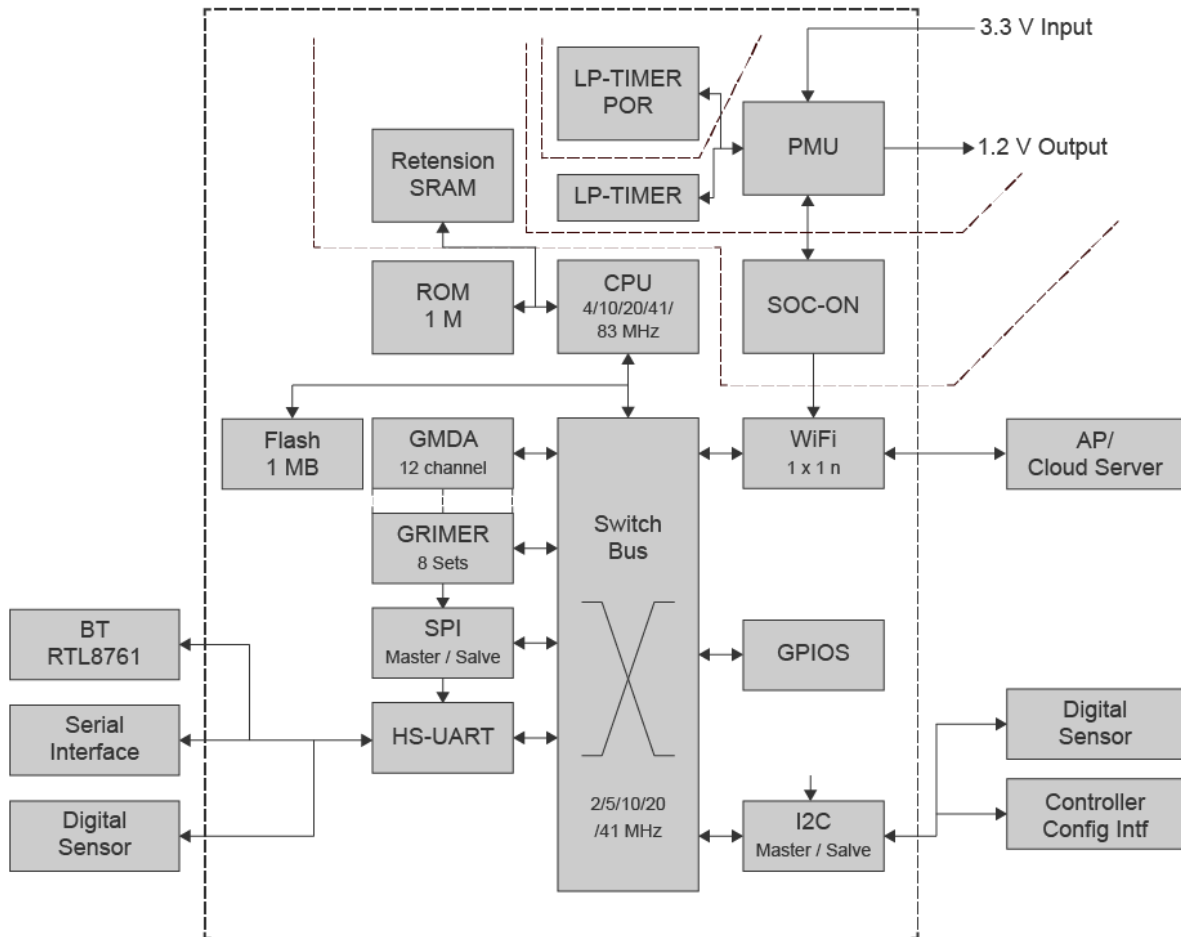 3.3 V Input
LP-TIMER
POR
PMU
1.2 V Output
Retension
SRAM
LP-TIMER
ROM
1 M
CPU
4/10/20/41/
83 MHz
SOC-ON
Flash
1 MB
GMDA
12 channel
WiFi
1 x 1 n
AP/
Cloud Server
GRIMER
8 Sets
Switch
Bus
BT
RTL8761
SPI
Master / Salve
GPIOS
Serial
Interface
HS-UART
Digital
Sensor
Digital
Sensor
2/5/10/20
/41 MHz
I2C
Master / Salve
Controller
Config Intf